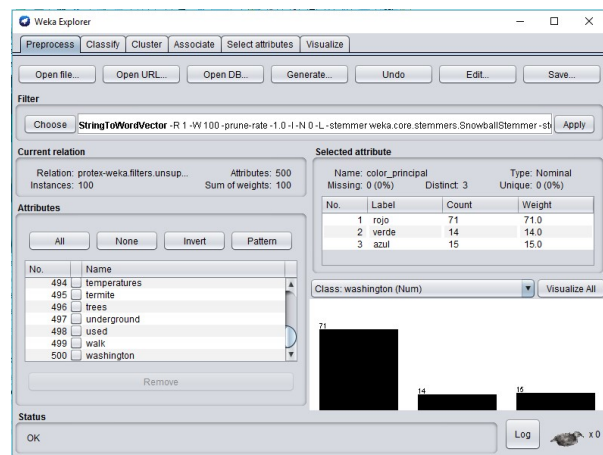 Weka Explorer
Preprocess Classify Cluster Associate Select attributes Visualize
Open file... Open URL... Open DB... Generate... Undo Edit... Save...
Filter
Choose StringToWordVector -R 1 -W 100 -prune-rate -1.0 -I -N 0 -L -stemmer weka.core.stemmers.SnowballStemmer -st Apply
Current relation
Relation: protex-weka.filters.unsup... Attributes: 500
Instances: 100 Sum of weights: 100
Attributes
All None Invert Pattern
No. Name
494 temperatures
495 termite
496 trees
497 underground
498 used
499 walk
500 washington
Remove
Selected attribute
Name: color_principal Type: Nominal
Missing: 0 (0%) Distinct: 3 Unique: 0 (0%)
No. Label Count Weight
1 rojo 71 71.0
2 verde 14 14.0
3 azul 15 15.0
Class: washington (Num) Visualize All
71
14
15
Status
OK
Log x 0